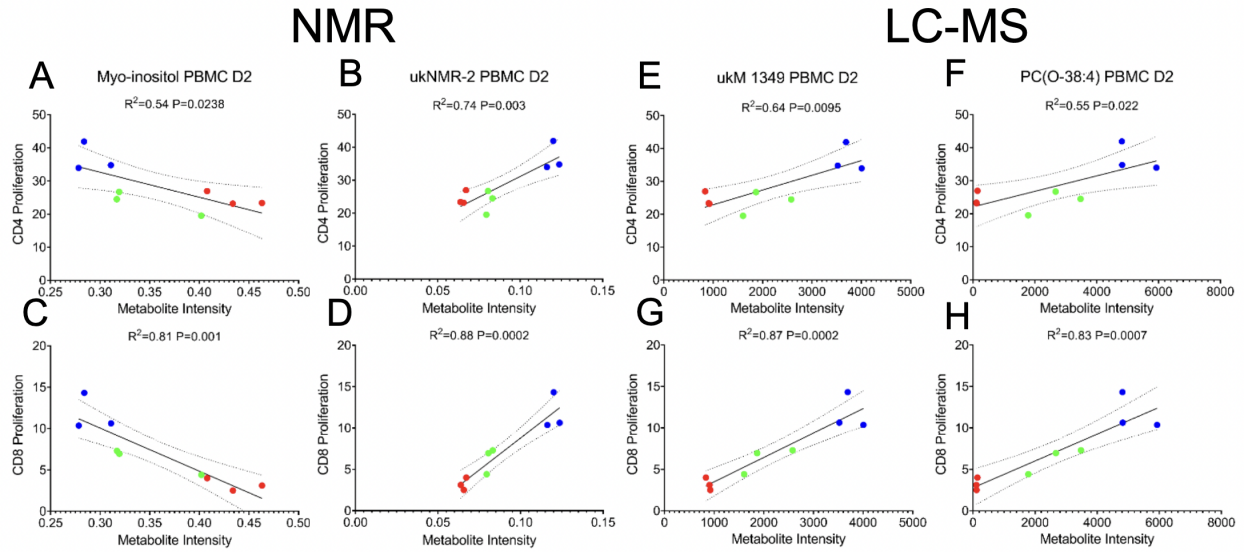 NMR
LC-MS
A
Myo-inositol PBMC D2
R²=0.54 P=0.0238
CD4 Proliferation
50
40
30
20
10
0
0.25 0.30 0.35 0.40 0.45 0.50
Metabolite Intensity
B
ukNMR-2 PBMC D2
R²=0.74 P=0.003
CD4 Proliferation
50
40
30
20
10
0
0.00 0.05 0.10 0.15
Metabolite Intensity
E
ukM 1349 PBMC D2
R²=0.64 P=0.0095
CD4 Proliferation
50
40
30
20
10
0
0 1000 2000 3000 4000 5000
Metabolite Intensity
F
PC(O-38:4) PBMC D2
R²=0.55 P=0.022
CD4 Proliferation
50
40
30
20
10
0
0 2000 4000 6000 8000
Metabolite Intensity
C
R²=0.81 P=0.001
CD8 Proliferation
20
15
10
5
0
0.25 0.30 0.35 0.40 0.45 0.50
Metabolite Intensity
D
R²=0.88 P=0.0002
CD8 Proliferation
20
15
10
5
0
0.00 0.05 0.10 0.15
Metabolite Intensity
G
R²=0.87 P=0.0002
CD8 Proliferation
20
15
10
5
0
0 1000 2000 3000 4000 5000
Metabolite Intensity
H
R²=0.83 P=0.0007
CD8 Proliferation
20
15
10
5
0
0 2000 4000 6000 8000
Metabolite Intensity